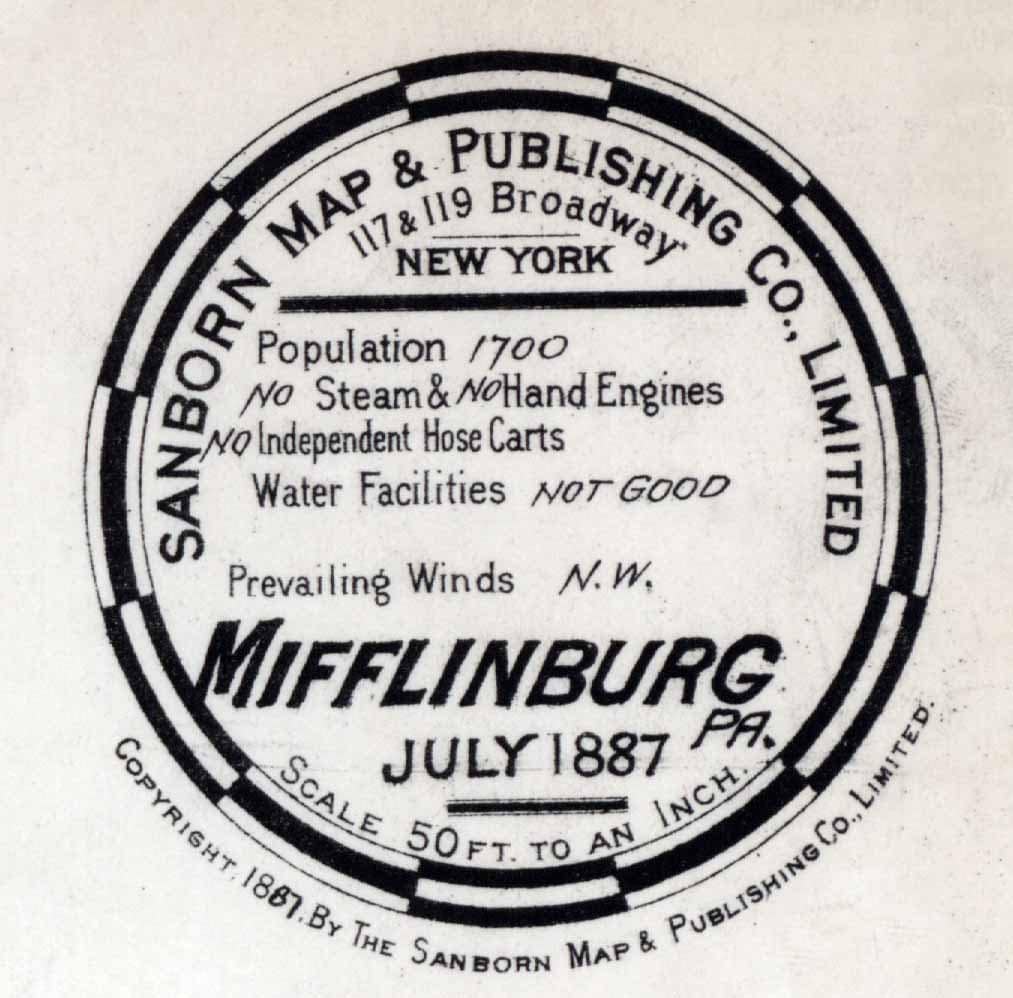 SANBORN MAP & PUBLISHING CO., LIMITED
117 & 119 Broadway
NEW YORK
Population 1700
NO Steam & NO Hand Engines
NO Independent Hose Carts
Water Facilities NOT GOOD
Prevailing Winds N.W.
MIFFLINBURG
PA.
JULY 1887
SCALE 50 FT. TO AN INCH.
COPYRIGHT, 1887, BY THE SANBORN MAP & PUBLISHING CO., LIMITED.